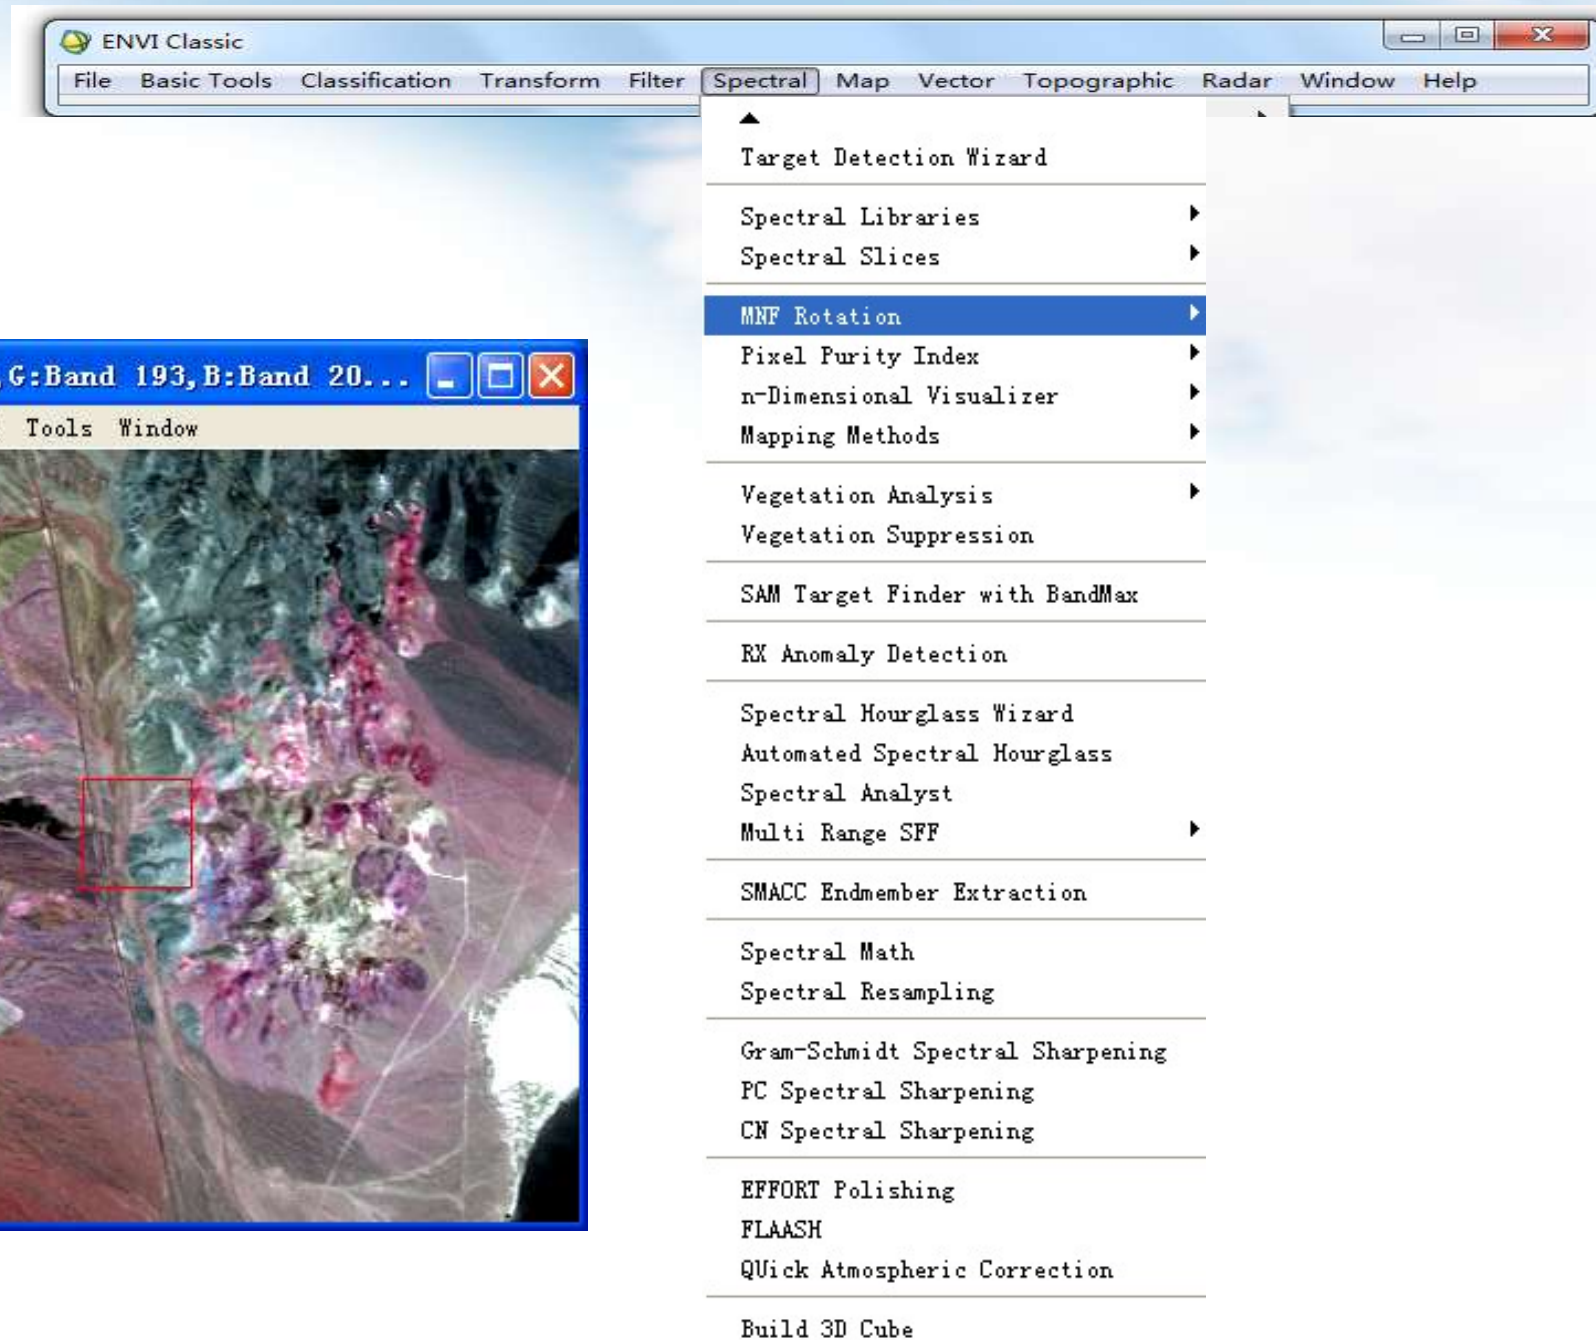 ENVI Classic
File Basic Tools Classification Transform Filter Spectral Map Vector Topographic Radar Window Help
Target Detection Wizard
Spectral Libraries
Spectral Slices
MNF Rotation
Pixel Purity Index
n-Dimensional Visualizer
Mapping Methods
Vegetation Analysis
Vegetation Suppression
SAM Target Finder with BandMax
RX Anomaly Detection
Spectral Hourglass Wizard
Automated Spectral Hourglass
Spectral Analyst
Multi Range SFF
SMACC Endmember Extraction
Spectral Math
Spectral Resampling
Gram-Schmidt Spectral Sharpening
PC Spectral Sharpening
CN Spectral Sharpening
EFFORT Polishing
FLAASH
QUick Atmospheric Correction
Build 3D Cube
,G:Band 193,B:Band 20...
Tools Window